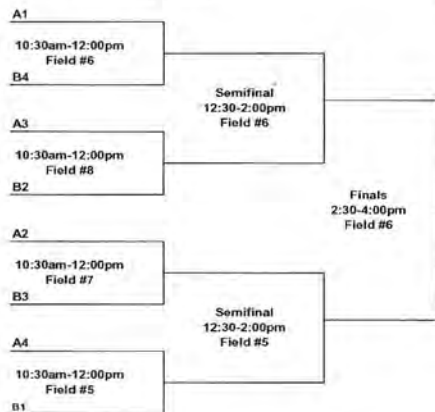 A1
10:30am-12:00pm
Field #6
B4
Semifinal
12:30-2:00pm
Field #6
A3
10:30am-12:00pm
Field #8
B2
Finals
2:30-4:00pm
Field #6
A2
10:30am-12:00pm
Field #7
B3
Semifinal
12:30-2:00pm
Field #5
A4
10:30am-12:00pm
Field #5
B1